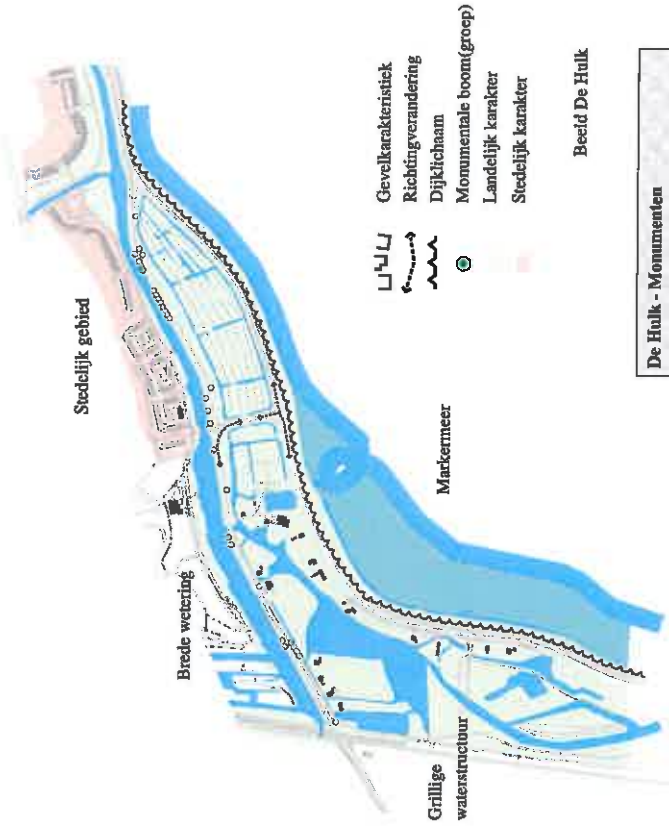 Stedelijk gebied
Brede wetering
Markermeer
Grillige
waterstructuur
Gevelkarakteristiek
Richtingverandering
Dijklichaam
Monumentale boom(groep)
Landelijk karakter
Stedelijk karakter
Beeld De Hulk
De Hulk - Monumenten